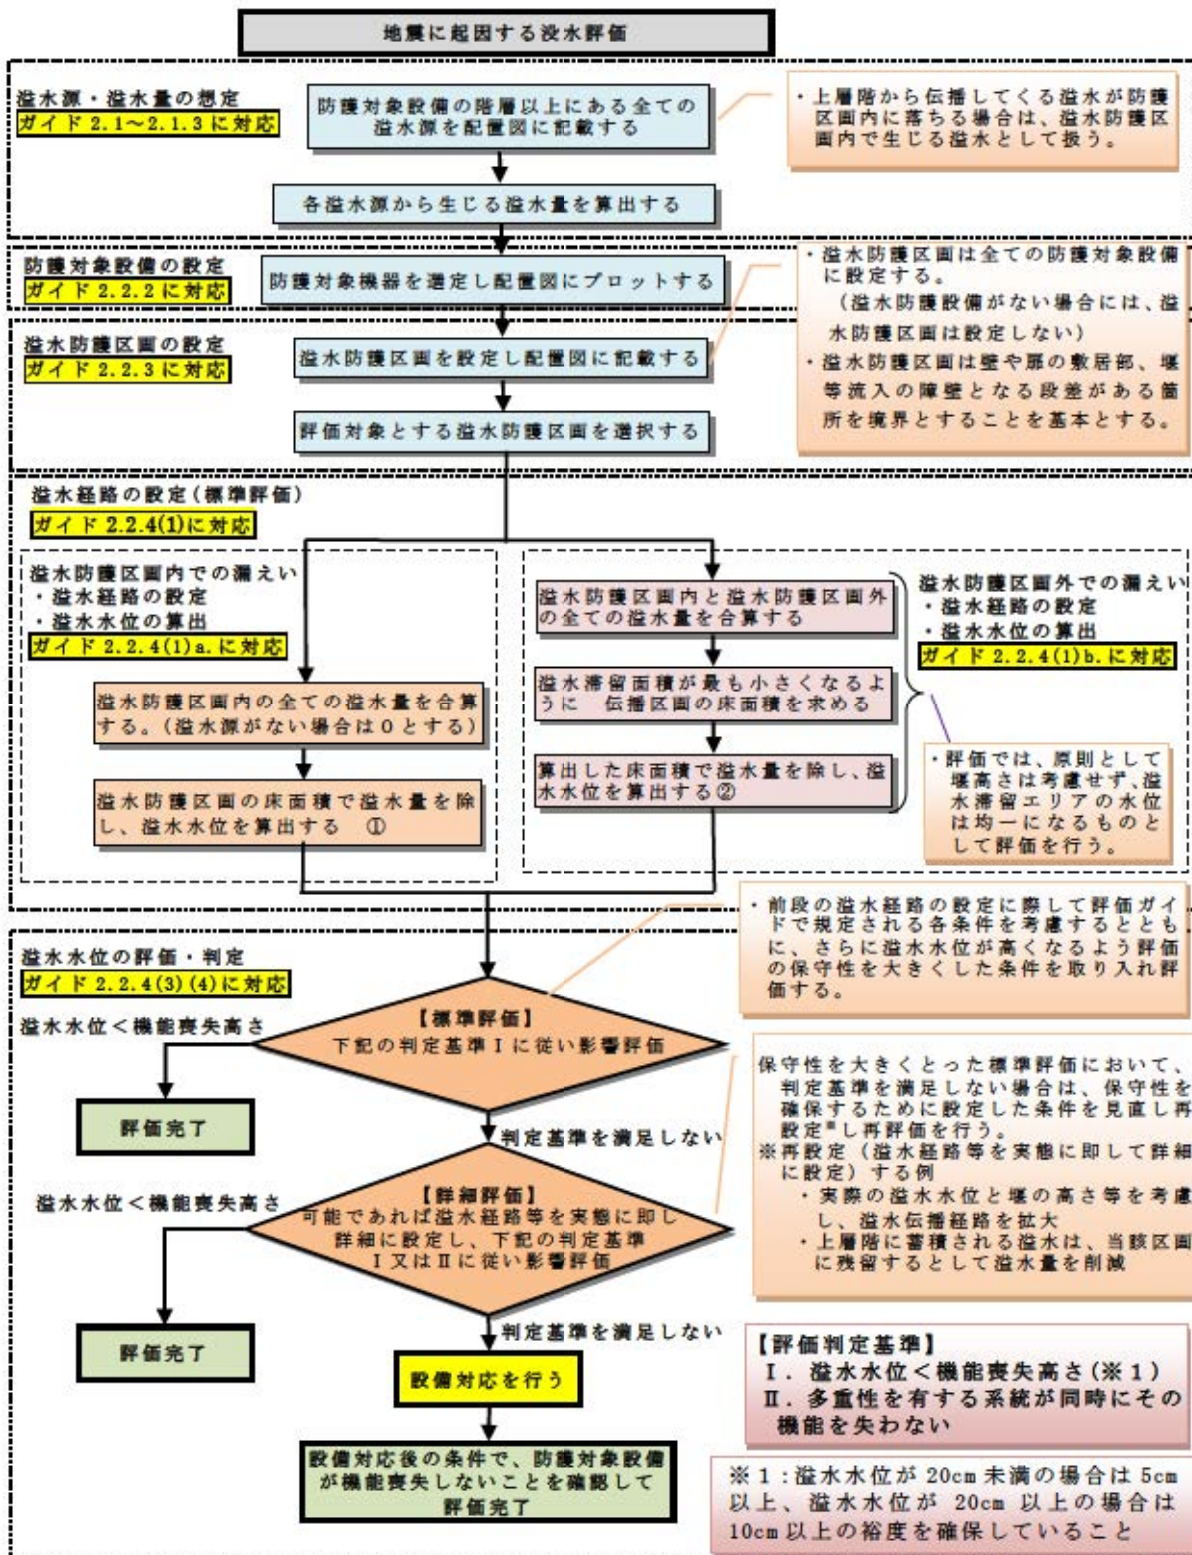 地震に起因する没水評価
溢水源・溢水量の想定
ガイド 2.1～2.1.3 に対応
防護対象設備の階層以上にある全ての
溢水源を配置図に記載する
・上層階から伝播してくる溢水が防護
区画内に落ちる場合は、溢水防護区
画内で生じる溢水として扱う。
各溢水源から生じる溢水量を算出する
防護対象設備の設定
ガイド 2.2.2 に対応
防護対象機器を選定し配置図にプロットする
・溢水防護区画は全ての防護対象設備
に設定する。
（溢水防護設備がない場合には、溢
水防護区画は設定しない）
・溢水防護区画は壁や扉の敷居部、堰
等流入の障壁となる段差がある箇
所を境界とすることを基本とする。
溢水防護区画の設定
ガイド 2.2.3 に対応
溢水防護区画を設定し配置図に記載する
評価対象とする溢水防護区画を選択する
溢水経路の設定（標準評価）
ガイド 2.2.4(1)に対応
溢水防護区画内での漏えい
・溢水経路の設定
・溢水水位の算出
ガイド 2.2.4(1)a.に対応
溢水防護区画内の全ての溢水量を合算
する。（溢水源がない場合は０とする）
溢水防護区画の床面積で溢水量を除
し、溢水水位を算出する　①
溢水防護区画内と溢水防護区画外
の全ての溢水量を合算する
溢水滞留面積が最も小さくなるよ
うに　伝播区画の床面積を求める
算出した床面積で溢水量を除し、溢
水水位を算出する②
溢水防護区画外での漏えい
・溢水経路の設定
・溢水水位の算出
ガイド 2.2.4(1)b.に対応
・評価では、原則として
堰高さは考慮せず、溢
水滞留エリアの水位
は均一になるものと
して評価を行う。
・前段の溢水経路の設定に際して評価ガイ
ドで規定される各条件を考慮するととも
に、さらに溢水水位が高くなるよう評価
の保守性を大きくした条件を取り入れ評
価する。
溢水水位の評価・判定
ガイド 2.2.4(3)(4)に対応
溢水水位＜機能喪失高さ
【標準評価】
下記の判定基準Ⅰに従い影響評価
評価完了
判定基準を満足しない
保守性を大きくとった標準評価において、
判定基準を満足しない場合は、保守性を
確保するために設定した条件を見直し再
設定※し再評価を行う。
※再設定（溢水経路等を実態に即して詳細
に設定）する例
・実際の溢水水位と堰の高さ等を考慮
し、溢水伝播経路を拡大
・上層階に蓄積される溢水は、当該区画
に残留するとして溢水量を削減
溢水水位＜機能喪失高さ
【詳細評価】
可能であれば溢水経路等を実態に即し
詳細に設定し、下記の判定基準
Ⅰ又はⅡに従い影響評価
評価完了
判定基準を満足しない
設備対応を行う
設備対応後の条件で、防護対象設備
が機能喪失しないことを確認して
評価完了
【評価判定基準】
Ⅰ．溢水水位＜機能喪失高さ(※１)
Ⅱ．多重性を有する系統が同時にその
機能を失わない
※１：溢水水位が 20cm 未満の場合は 5cm
以上、溢水水位が 20cm 以上の場合は
10cm 以上の裕度を確保していること